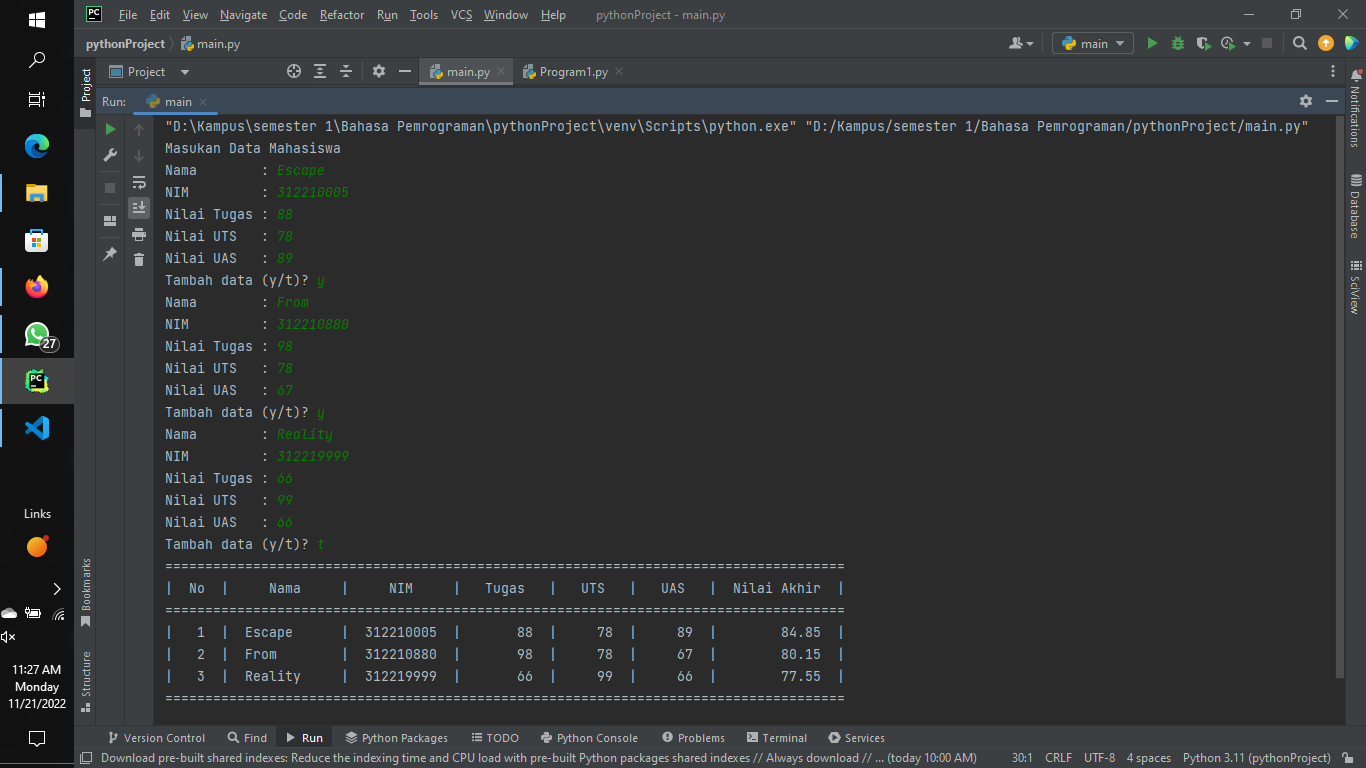 File Edit View Navigate Code Refactor Run Tools VCS Window Help pythonProject - main.py
pythonProject main.py main
Project main.py Program1.py
Run: main
"D:\Kampus\semester 1\Bahasa Pemrograman\pythonProject\venv\Scripts\python.exe" "D:/Kampus/semester 1/Bahasa Pemrograman/pythonProject/main.py"
Masukan Data Mahasiswa
Nama        : Escape
NIM         : 312210005
Nilai Tugas : 88
Nilai UTS   : 78
Nilai UAS   : 89
Tambah data (y/t)? y
Nama        : From
NIM         : 312210880
Nilai Tugas : 98
Nilai UTS   : 78
Nilai UAS   : 67
Tambah data (y/t)? y
Nama        : Reality
NIM         : 312219999
Nilai Tugas : 66
Nilai UTS   : 99
Nilai UAS   : 66
Tambah data (y/t)? t
=====================================================================================
|  No  |     Nama     |     NIM     |   Tugas   |   UTS   |   UAS   |  Nilai Akhir  |
=====================================================================================
|   1  |  Escape      |  312210005  |       88  |     78  |     89  |        84.85  |
|   2  |  From        |  312210880  |       98  |     78  |     67  |        80.15  |
|   3  |  Reality     |  312219999  |       66  |     99  |     66  |        77.55  |
=====================================================================================
Version Control Find Run Python Packages TODO Python Console Problems Terminal Services
Download pre-built shared indexes: Reduce the indexing time and CPU load with pre-built Python packages shared indexes // Always download // ... (today 10:00 AM) 30:1 CRLF UTF-8 4 spaces Python 3.11 (pythonProject)
Project
Bookmarks
Structure
Notifications
Database
SciView
PC
27
PC
Links
11:27 AM
Monday
11/21/2022